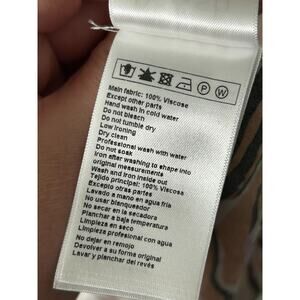 P W
Main fabric: 100% Viscose
Except other parts
Hand wash in cold water
Do not bleach
Do not tumble dry
Low ironing
Dry clean
Professional wash with water
Do not soak
Iron after washing to shape into
original measurements
Wash and iron inside out
Tejido principal: 100% Viscosa
Excepto otras partes
Lavado a mano en agua fría
No usar blanqueador
No secar en la secadora
Planchar a baja temperatura
Limpieza en seco
Limpieza profesional con agua
No dejar en remojo
Devolver a su forma original
Lavar y planchar del revés